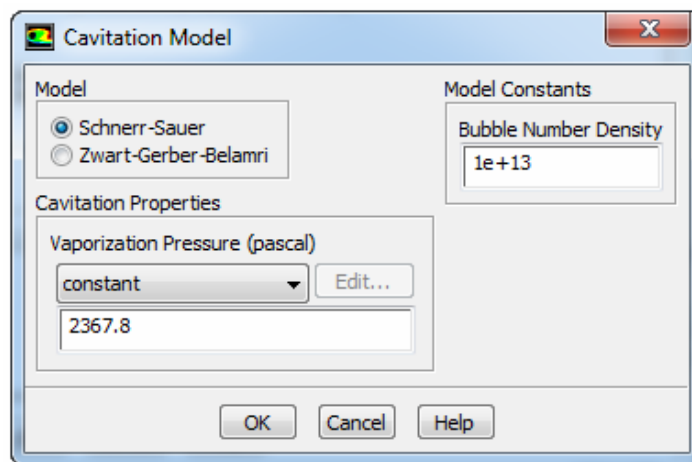 Cavitation Model
Model
Schnerr-Sauer
Zwart-Gerber-Belamri
Model Constants
Bubble Number Density
1e+13
Cavitation Properties
Vaporization Pressure (pascal)
constant
Edit...
2367.8
OK
Cancel
Help